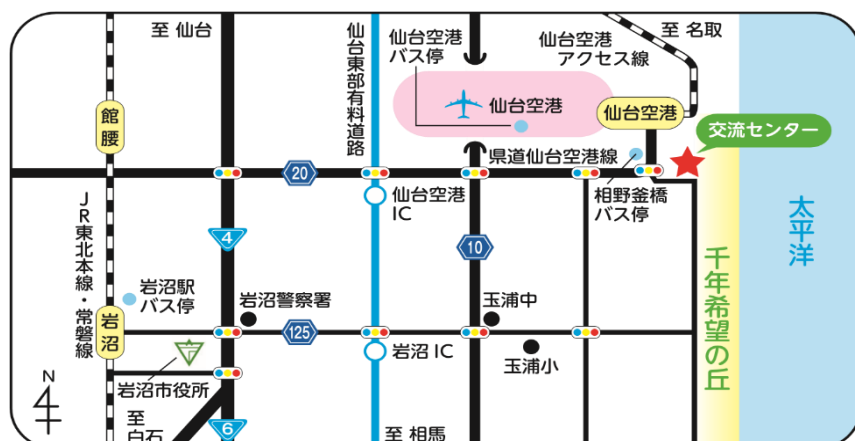 至 仙台
仙台東部有料道路
仙台空港
バス停
仙台空港
アクセス線
至 名取
館腰
仙台空港
仙台空港
交流センター
県道仙台空港線
20
仙台空港
IC
相野釜橋
バス停
太平洋
JR東北本線・常磐線
4
10
千年希望の丘
岩沼駅
バス停
岩沼警察署
玉浦中
岩沼
125
岩沼 IC
玉浦小
岩沼市役所
N
至
白石
6
至 相馬